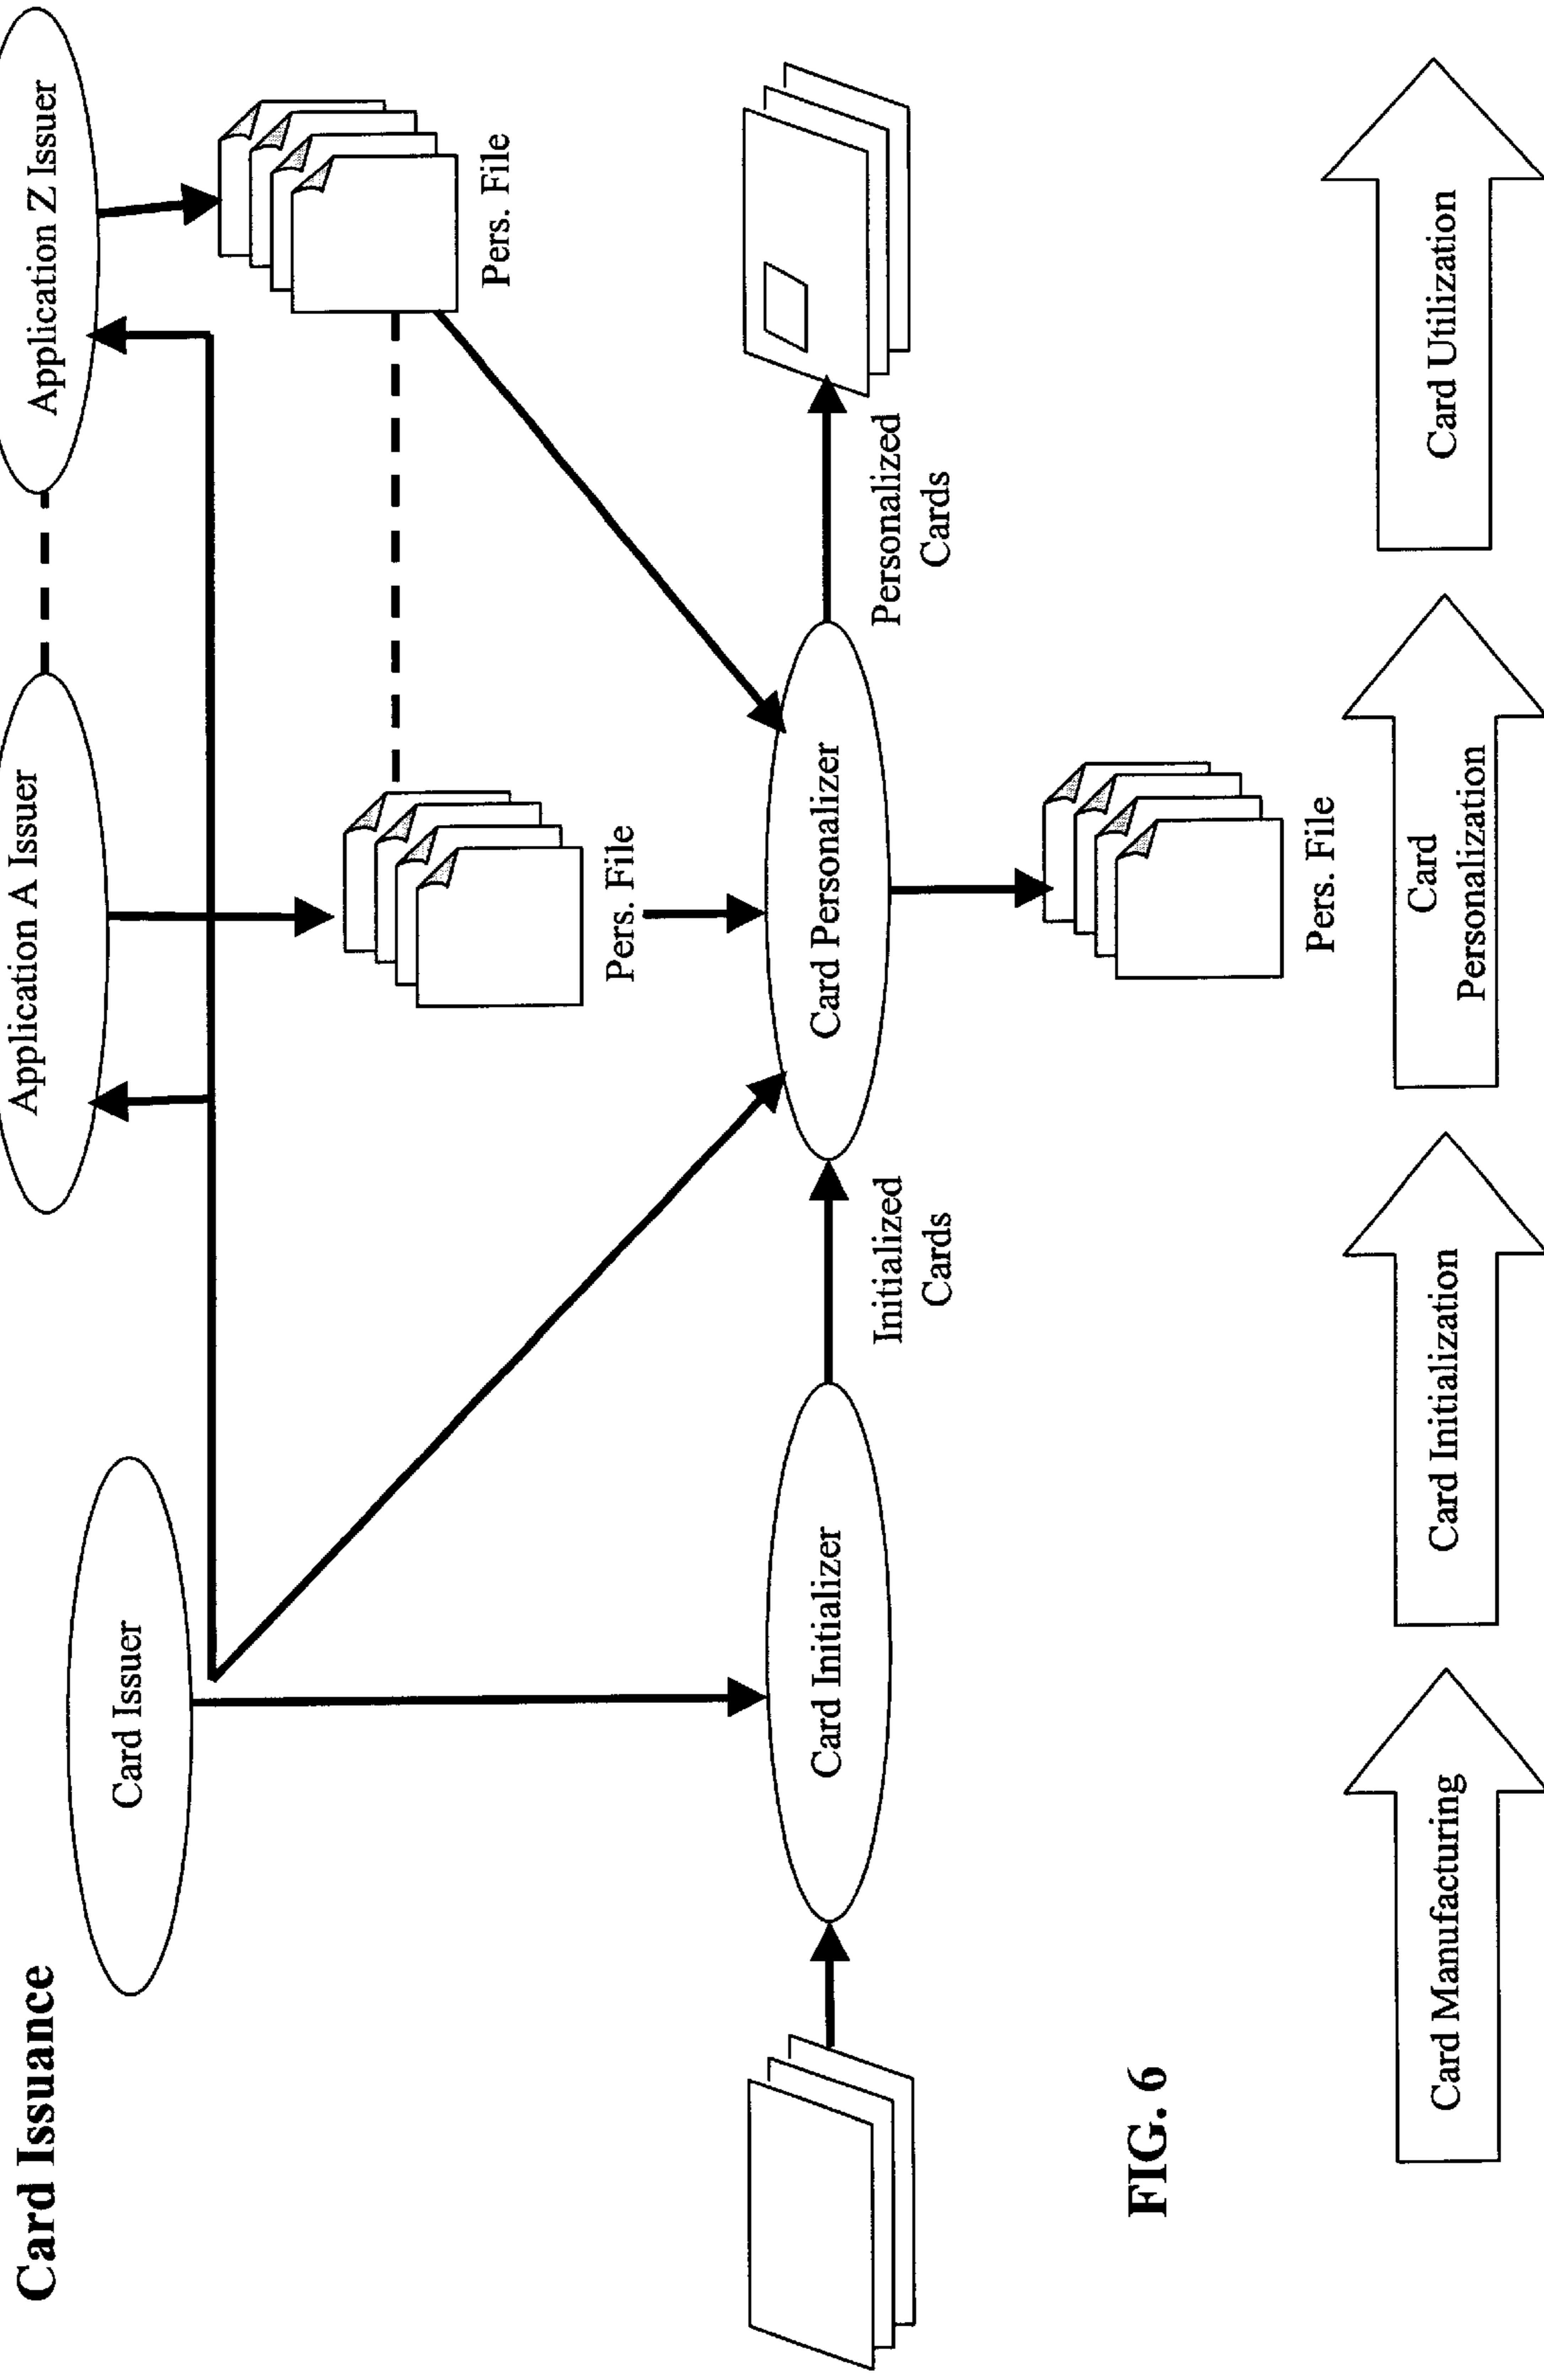 Card Issuance
Card Issuer
Application A Issuer
Application Z Issuer
Pers. File
Pers. File
Card Initializer
Initialized
Cards
Card Personalizer
Personalized
Cards
Pers. File
FIG. 6
Card Manufacturing
Card Initialization
Card
Personalization
Card Utilization